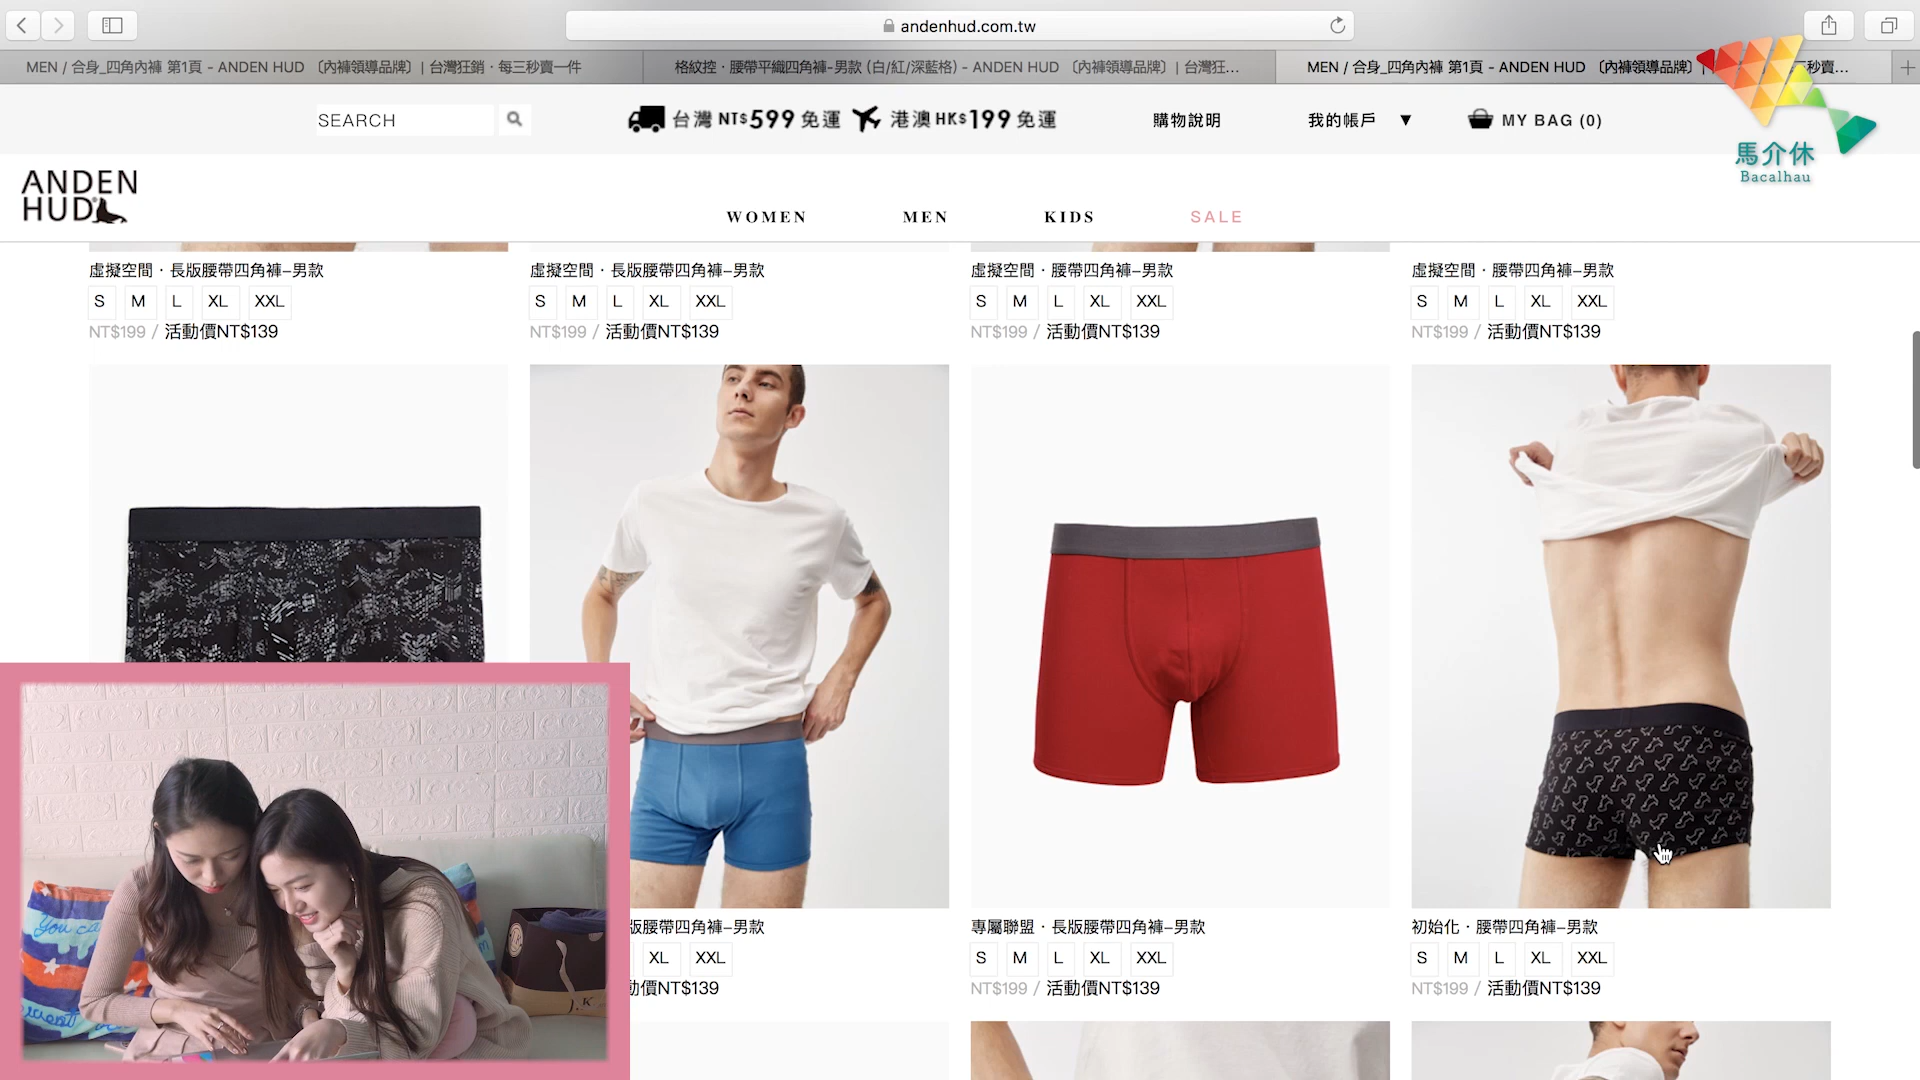 andenhud.com.tw
MEN / 合身_四角內褲 第1頁 - ANDEN HUD 〔內褲領導品牌〕 | 台灣狂銷・每三秒賣一件
格紋控・腰帶平織四角褲-男款 (白/紅/深藍格) - ANDEN HUD 〔內褲領導品牌〕 | 台灣狂...
MEN / 合身_四角內褲 第1頁 - ANDEN HUD 〔內褲領導品牌〕 | 三秒賣...
SEARCH
台灣 NT$599 免運 港澳 HK$199 免運
購物說明
我的帳戶 ▼
MY BAG (0)
馬介休
Bacalhau
ANDEN
HUD
WOMEN MEN KIDS SALE
虛擬空間・長版腰帶四角褲–男款
S M L XL XXL
NT$199 / 活動價NT$139
虛擬空間・長版腰帶四角褲–男款
S M L XL XXL
NT$199 / 活動價NT$139
虛擬空間・腰帶四角褲–男款
S M L XL XXL
NT$199 / 活動價NT$139
虛擬空間・腰帶四角褲–男款
S M L XL XXL
NT$199 / 活動價NT$139
版腰帶四角褲–男款
XL XXL
動價NT$139
專屬聯盟・長版腰帶四角褲–男款
S M L XL XXL
NT$199 / 活動價NT$139
初始化・腰帶四角褲–男款
S M L XL XXL
NT$199 / 活動價NT$139
You ca
J.K